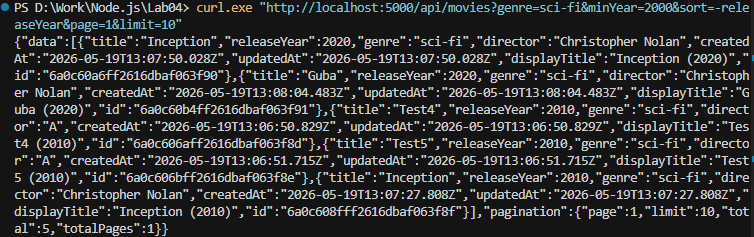 PS D:\Work\Node.js\Lab04> curl.exe "http://localhost:5000/api/movies?genre=sci-fi&minYear=2000&sort=-rele
aseYear&page=1&limit=10"
{"data":[{"title":"Inception","releaseYear":2020,"genre":"sci-fi","director":"Christopher Nolan","created
At":"2026-05-19T13:07:50.028Z","updatedAt":"2026-05-19T13:07:50.028Z","displayTitle":"Inception (2020)","
id":"6a0c60a6ff2616dbaf063f90"},{"title":"Guba","releaseYear":2020,"genre":"sci-fi","director":"Christoph
er Nolan","createdAt":"2026-05-19T13:08:04.483Z","updatedAt":"2026-05-19T13:08:04.483Z","displayTitle":"G
uba (2020)","id":"6a0c60b4ff2616dbaf063f91"},{"title":"Test4","releaseYear":2010,"genre":"sci-fi","direct
or":"A","createdAt":"2026-05-19T13:06:50.829Z","updatedAt":"2026-05-19T13:06:50.829Z","displayTitle":"Tes
t4 (2010)","id":"6a0c606aff2616dbaf063f8d"},{"title":"Test5","releaseYear":2010,"genre":"sci-fi","directo
r":"A","createdAt":"2026-05-19T13:06:51.715Z","updatedAt":"2026-05-19T13:06:51.715Z","displayTitle":"Test
5 (2010)","id":"6a0c606bff2616dbaf063f8e"},{"title":"Inception","releaseYear":2010,"genre":"sci-fi","dire
ctor":"Christopher Nolan","createdAt":"2026-05-19T13:07:27.808Z","updatedAt":"2026-05-19T13:07:27.808Z","
displayTitle":"Inception (2010)","id":"6a0c608fff2616dbaf063f8f"}],"pagination":{"page":1,"limit":10,"tot
al":5,"totalPages":1}}